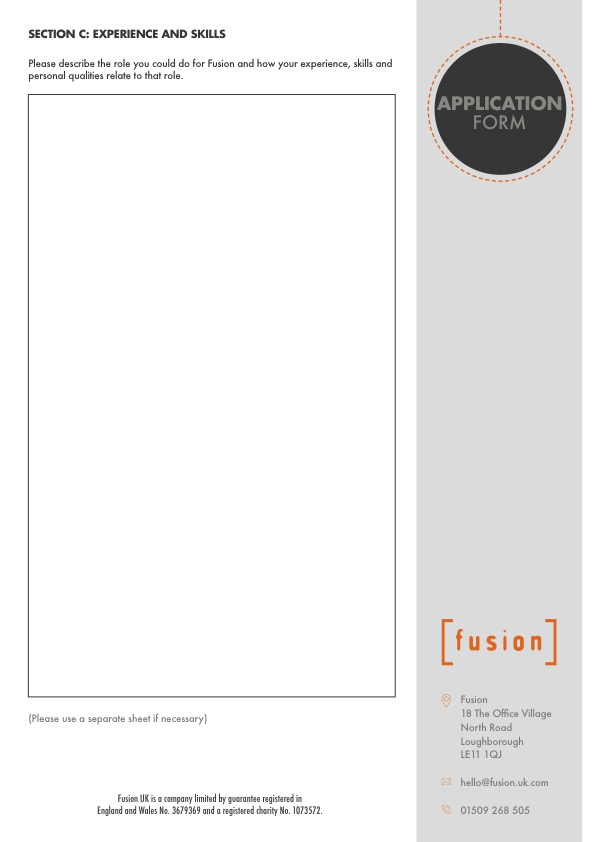 SECTION C: EXPERIENCE AND SKILLS
Please describe the role you could do for Fusion and how your experience, skills and
personal qualities relate to that role.
(Please use a separate sheet if necessary)
Fusion UK is a company limited by guarantee registered in
England and Wales No. 3679369 and a registered charity No. 1073572.
APPLICATION
FORM
[fusion]
Fusion
18 The Office Village
North Road
Loughborough
LE11 1QJ
hello@fusion.uk.com
01509 268 505